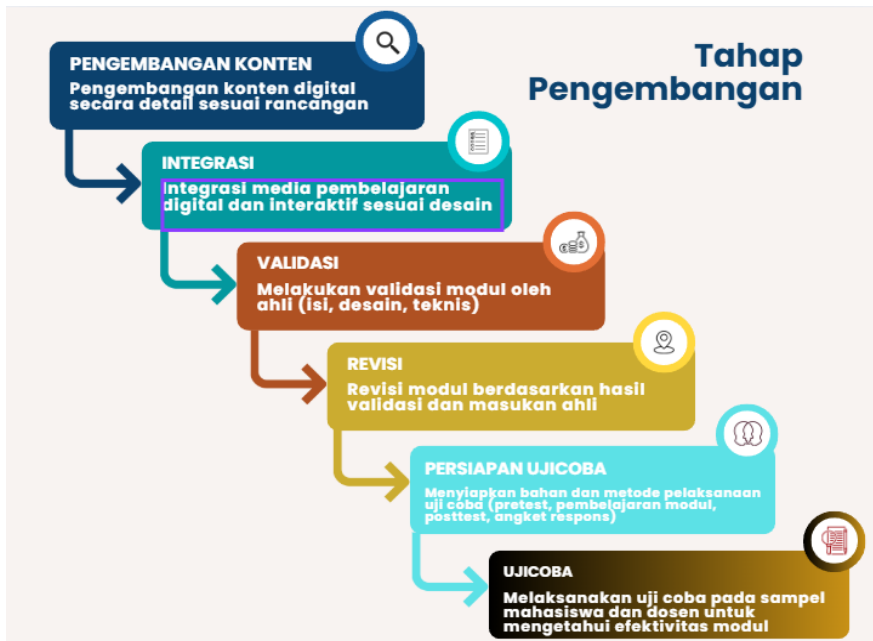 Tahap
Pengembangan
PENGEMBANGAN KONTEN
Pengembangan konten digital
secara detail sesuai rancangan
INTEGRASI
Integrasi media pembelajaran
digital dan interaktif sesuai desain
VALIDASI
Melakukan validasi modul oleh
ahli (isi, desain, teknis)
REVISI
Revisi modul berdasarkan hasil
validasi dan masukan ahli
PERSIAPAN UJICOBA
Menyiapkan bahan dan metode pelaksanaan
uji coba (pretest, pembelajaran modul,
posttest, angket respons)
UJICOBA
Melaksanakan uji coba pada sampel
mahasiswa dan dosen untuk
mengetahui efektivitas modul